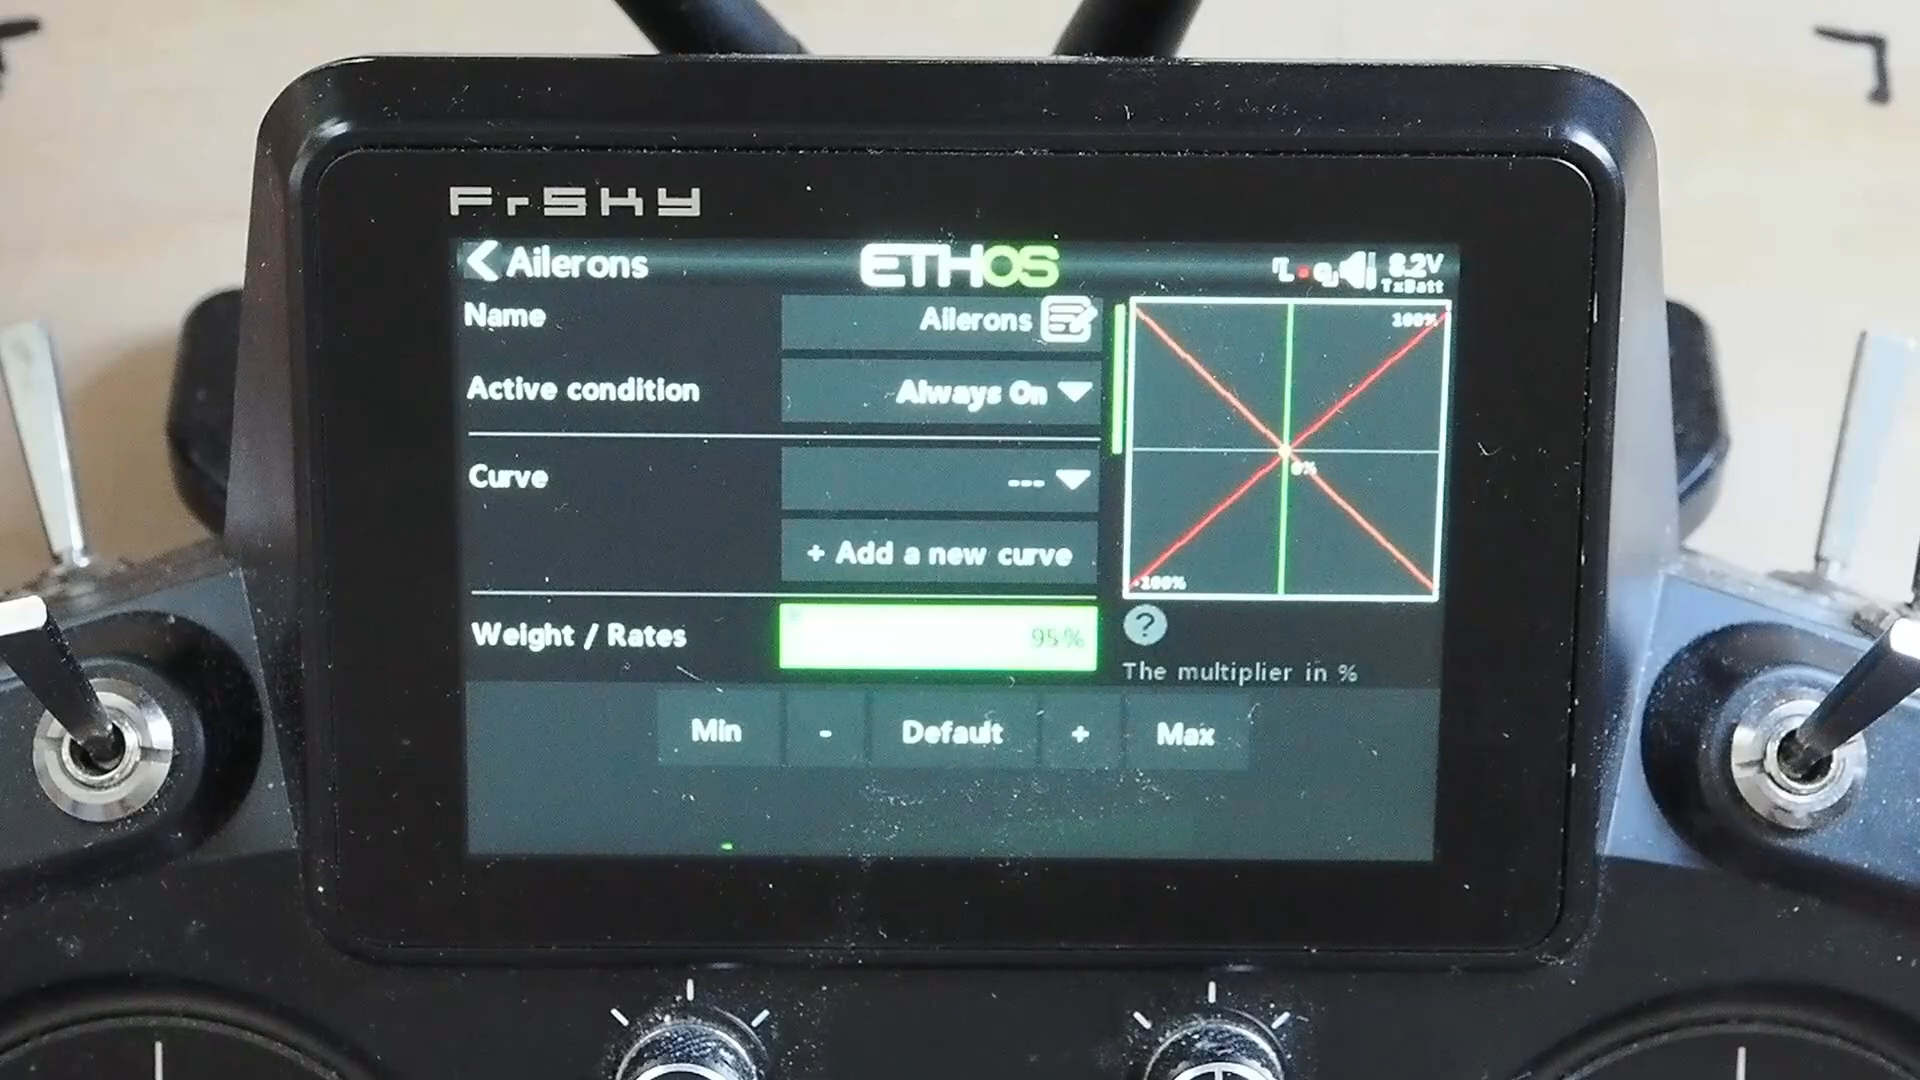 FrSKY
Ailerons
ETHOS
8.2V
TxBatt
Name
Ailerons
100%
Active condition
Always On
Curve
---
0%
+ Add a new curve
-100%
Weight / Rates
95%
?
The multiplier in %
Min
-
Default
+
Max